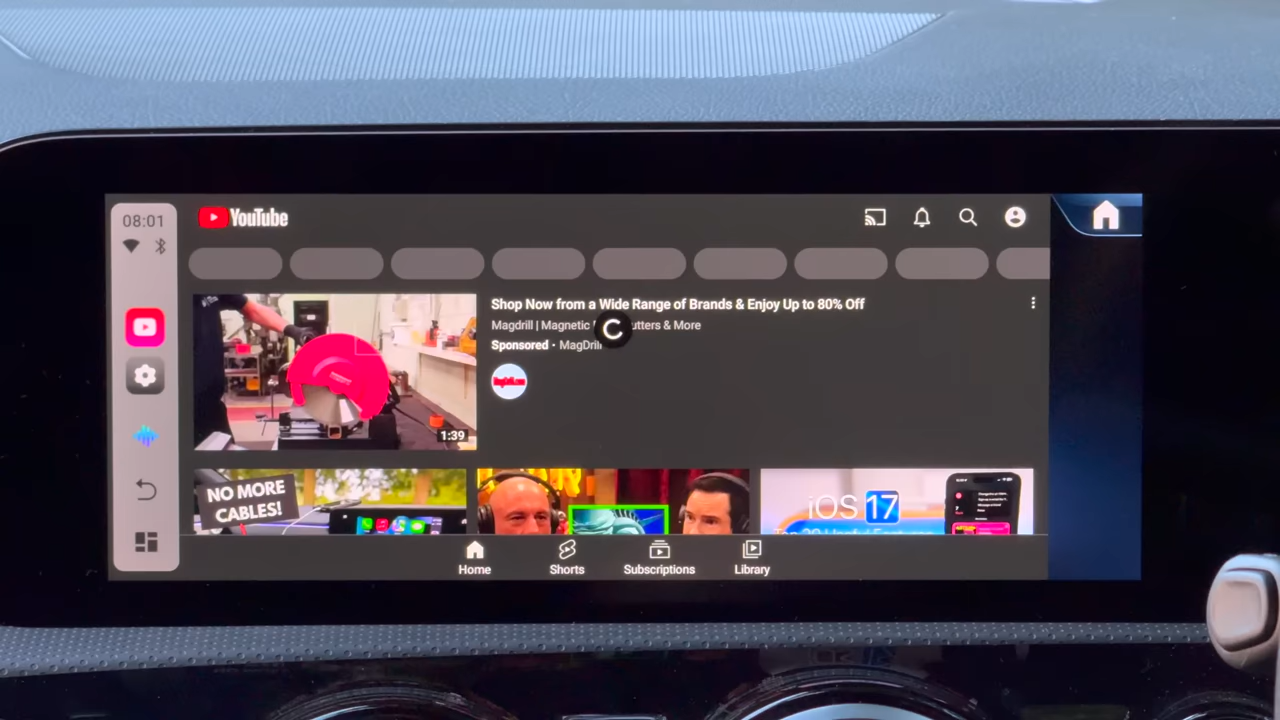 08:01
YouTube
Shop Now from a Wide Range of Brands & Enjoy Up to 80% Off
Magdrill | Magnetic utters & More
Sponsored • MagDrill
1:39
NO MORE
CABLES!
iOS 17
Home
Shorts
Subscriptions
Library